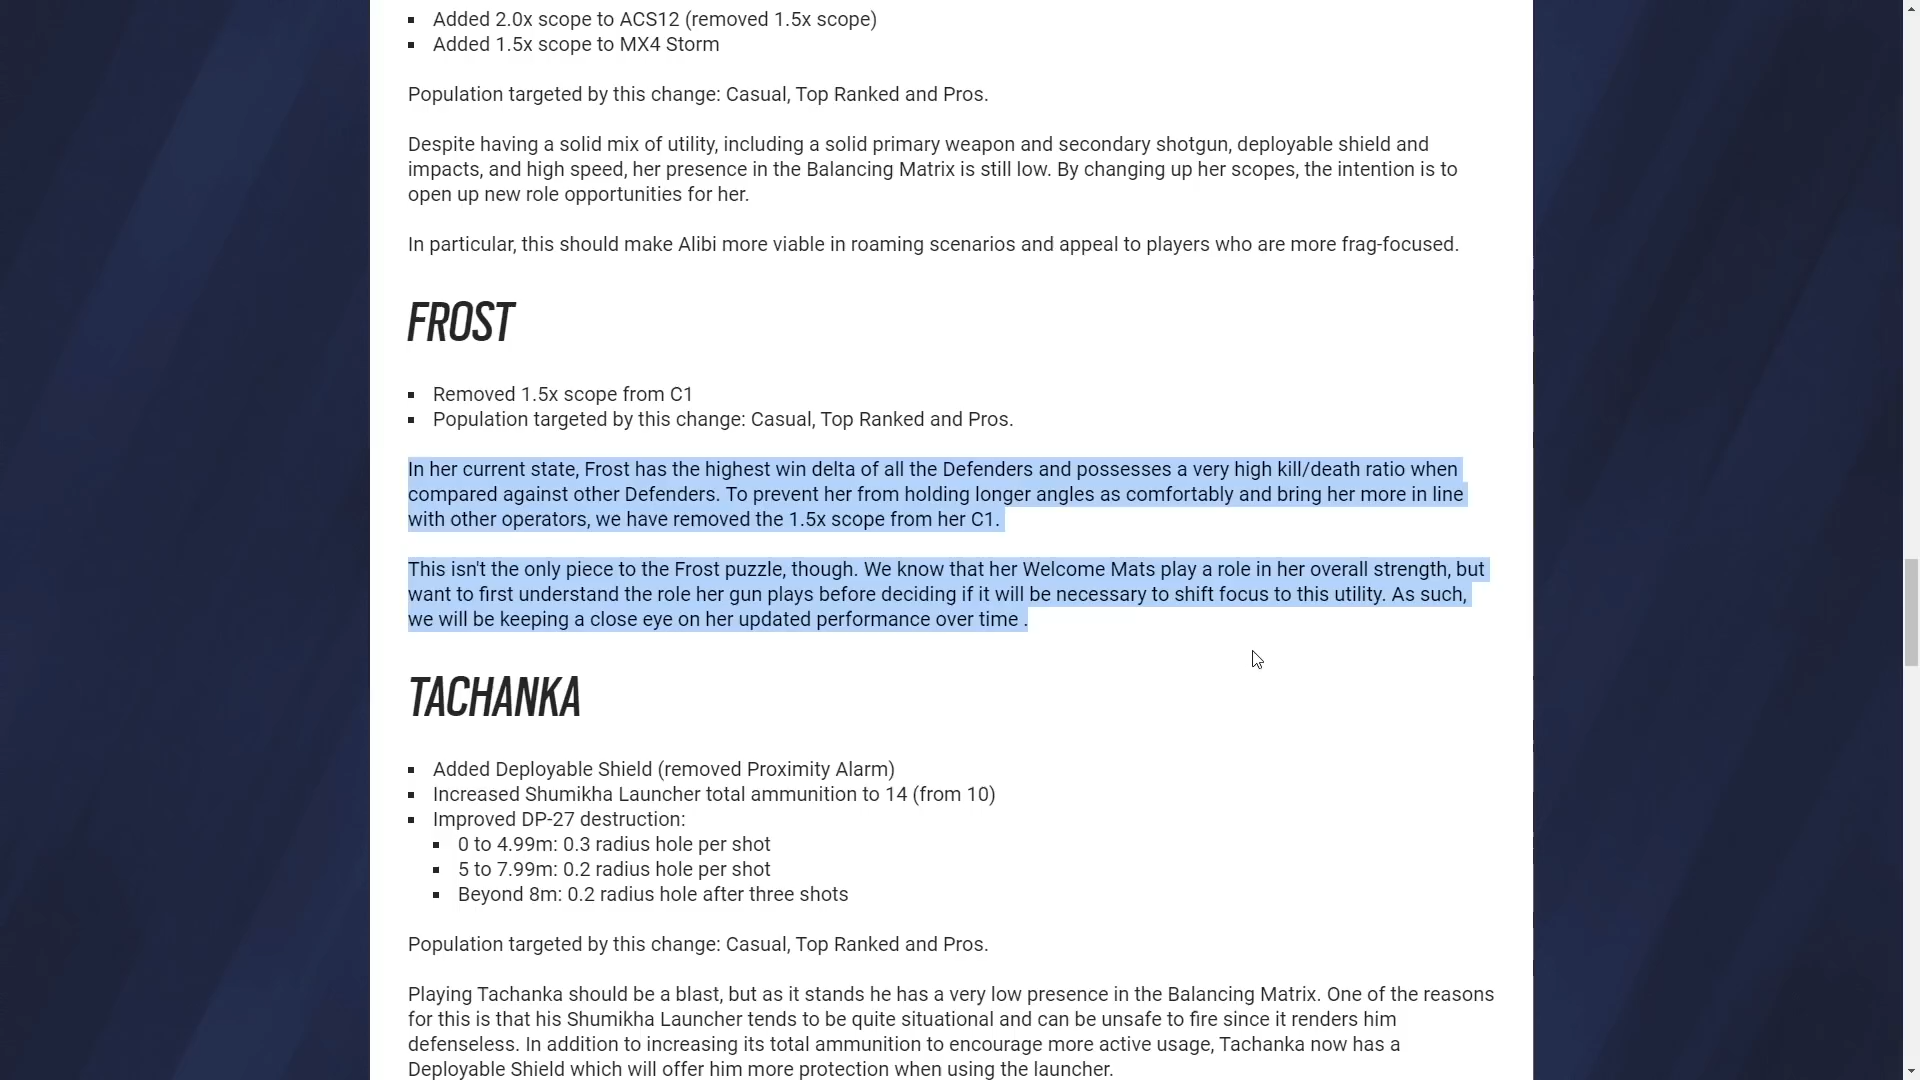 Added 2.0x scope to ACS12 (removed 1.5x scope)
Added 1.5x scope to MX4 Storm
Population targeted by this change: Casual, Top Ranked and Pros.
Despite having a solid mix of utility, including a solid primary weapon and secondary shotgun, deployable shield and
impacts, and high speed, her presence in the Balancing Matrix is still low. By changing up her scopes, the intention is to
open up new role opportunities for her.
In particular, this should make Alibi more viable in roaming scenarios and appeal to players who are more frag-focused.
FROST
Removed 1.5x scope from C1
Population targeted by this change: Casual, Top Ranked and Pros.
In her current state, Frost has the highest win delta of all the Defenders and possesses a very high kill/death ratio when
compared against other Defenders. To prevent her from holding longer angles as comfortably and bring her more in line
with other operators, we have removed the 1.5x scope from her C1.
This isn't the only piece to the Frost puzzle, though. We know that her Welcome Mats play a role in her overall strength, but
want to first understand the role her gun plays before deciding if it will be necessary to shift focus to this utility. As such,
we will be keeping a close eye on her updated performance over time .
TACHANKA
Added Deployable Shield (removed Proximity Alarm)
Increased Shumikha Launcher total ammunition to 14 (from 10)
Improved DP-27 destruction:
0 to 4.99m: 0.3 radius hole per shot
5 to 7.99m: 0.2 radius hole per shot
Beyond 8m: 0.2 radius hole after three shots
Population targeted by this change: Casual, Top Ranked and Pros.
Playing Tachanka should be a blast, but as it stands he has a very low presence in the Balancing Matrix. One of the reasons
for this is that his Shumikha Launcher tends to be quite situational and can be unsafe to fire since it renders him
defenseless. In addition to increasing its total ammunition to encourage more active usage, Tachanka now has a
Deployable Shield which will offer him more protection when using the launcher.